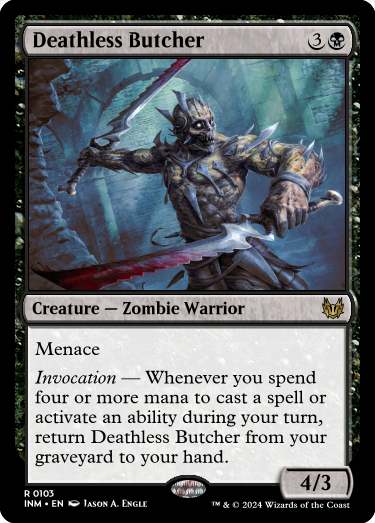 Deathless Butcher 3
Creature — Zombie Warrior
Menace
Invocation — Whenever you spend
four or more mana to cast a spell or
activate an ability during your turn,
return Deathless Butcher from your
graveyard to your hand.
4/3
R 0103
INM • EN Jason A. Engle
™ & © 2024 Wizards of the Coast